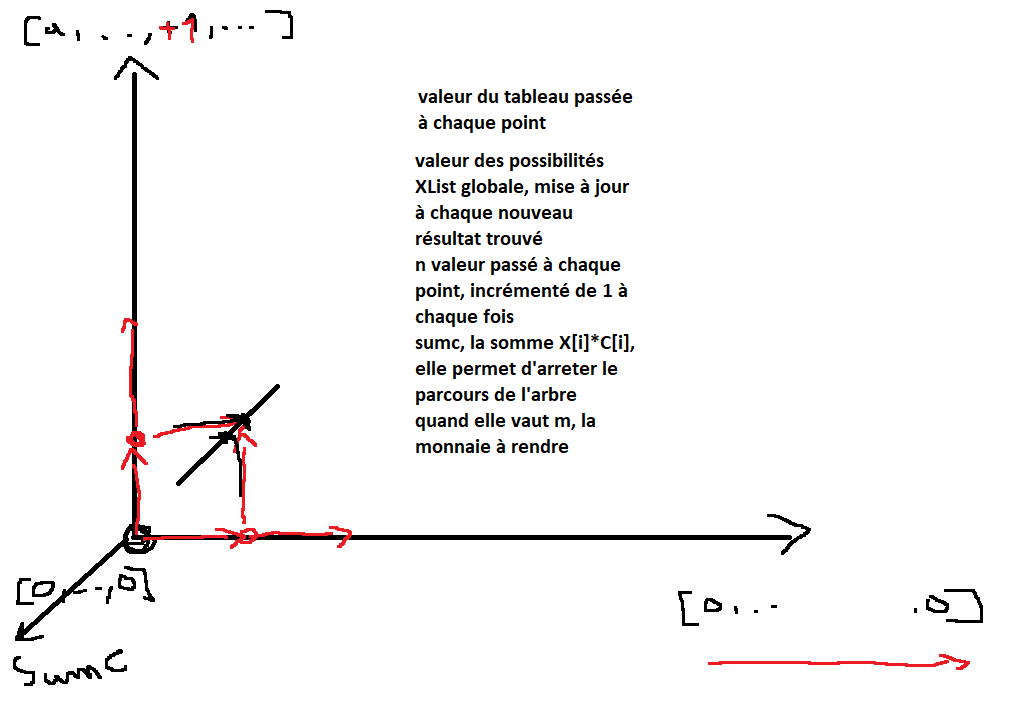 [a, ..., +1, ...]
valeur du tableau passée
à chaque point
valeur des possibilités
XList globale, mise à jour
à chaque nouveau
résultat trouvé
n valeur passé à chaque
point, incrémenté de 1 à
chaque fois
sumc, la somme X[i]*C[i],
elle permet d'arreter le
parcours de l'arbre
quand elle vaut m, la
monnaie à rendre
[0, ..., 0]
[0, ... .0]
SumC